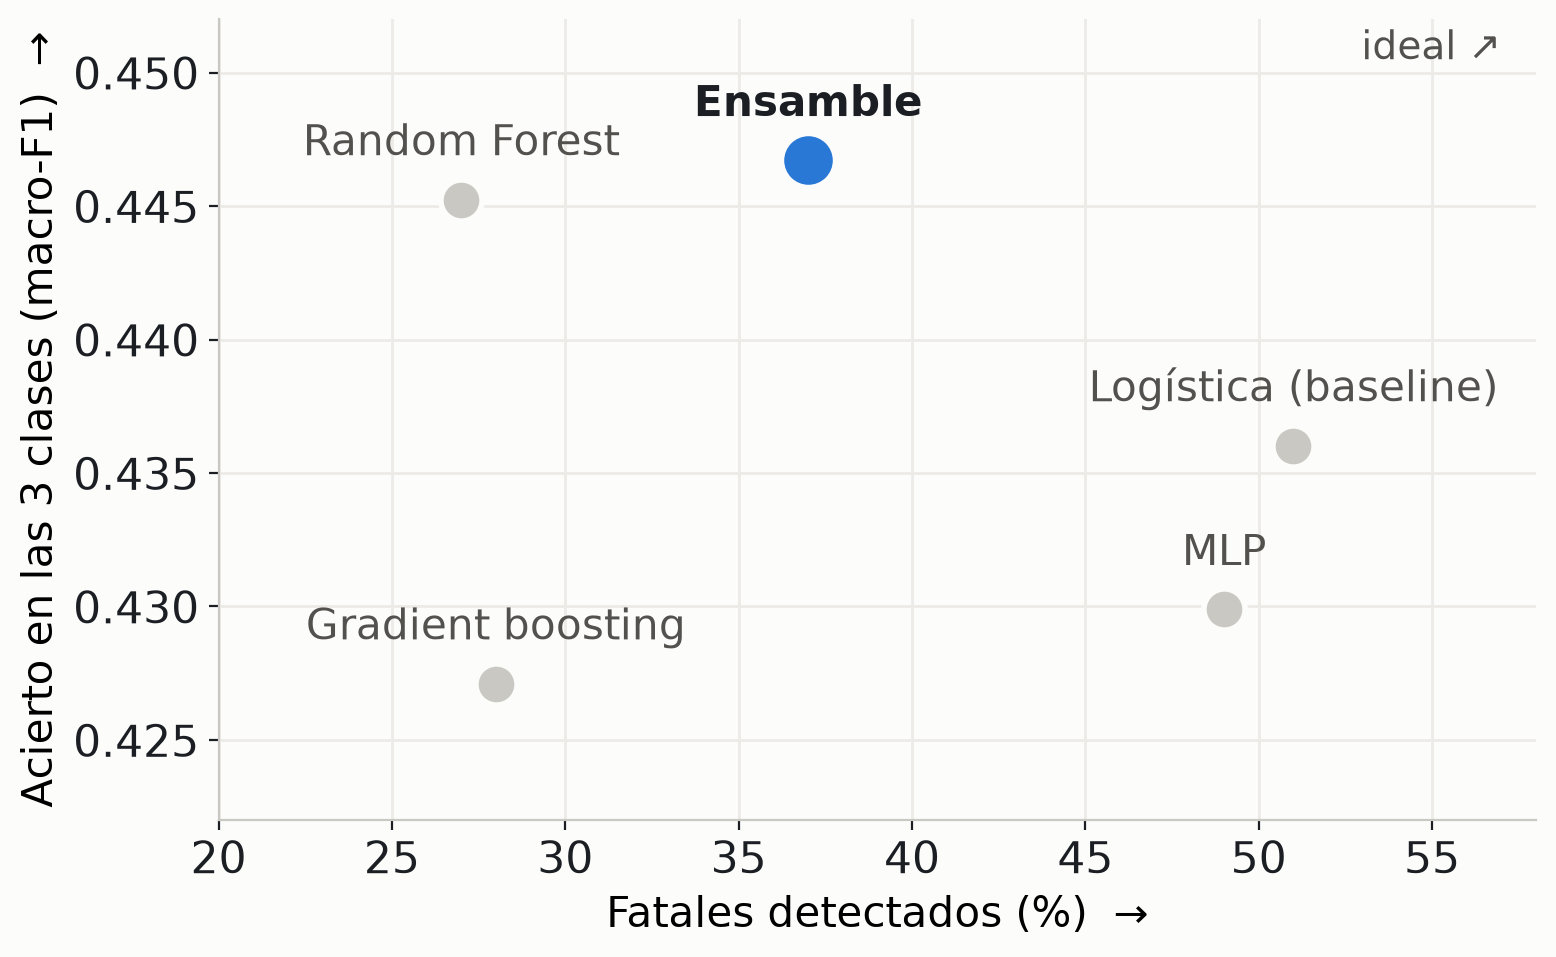 Acierto en las 3 clases (macro-F1) →
0.450
0.445
0.440
0.435
0.430
0.425
ideal ↗
Ensamble
Random Forest
Logística (baseline)
MLP
Gradient boosting
20 25 30 35 40 45 50 55
Fatales detectados (%) →